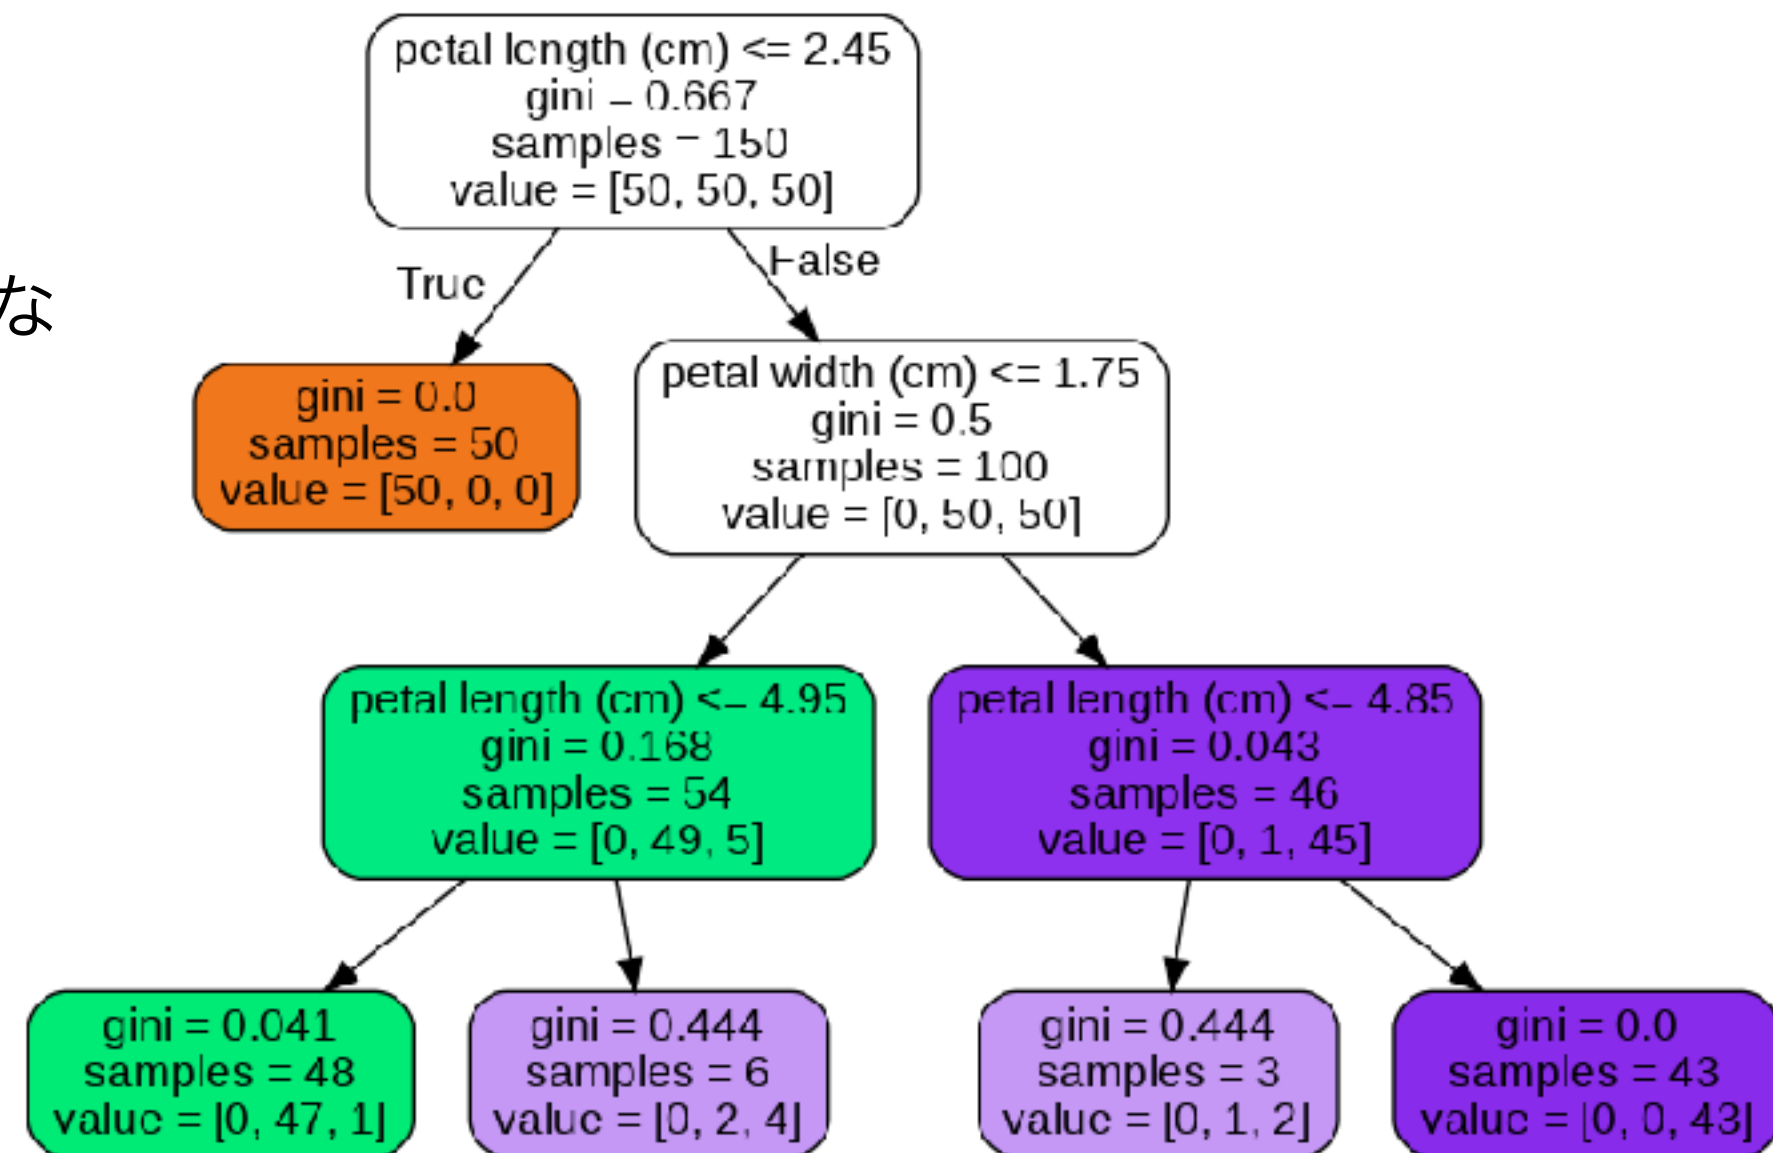 petal length (cm) <= 2.45
gini = 0.667
samples = 150
value = [50, 50, 50]
True
False
な
gini = 0.0
samples = 50
value = [50, 0, 0]
petal width (cm) <= 1.75
gini = 0.5
samples = 100
value = [0, 50, 50]
petal length (cm) <= 4.95
gini = 0.168
samples = 54
value = [0, 49, 5]
petal length (cm) <= 4.85
gini = 0.043
samples = 46
value = [0, 1, 45]
gini = 0.041
samples = 48
value = [0, 47, 1]
gini = 0.444
samples = 6
value = [0, 2, 4]
gini = 0.444
samples = 3
value = [0, 1, 2]
gini = 0.0
samples = 43
value = [0, 0, 43]